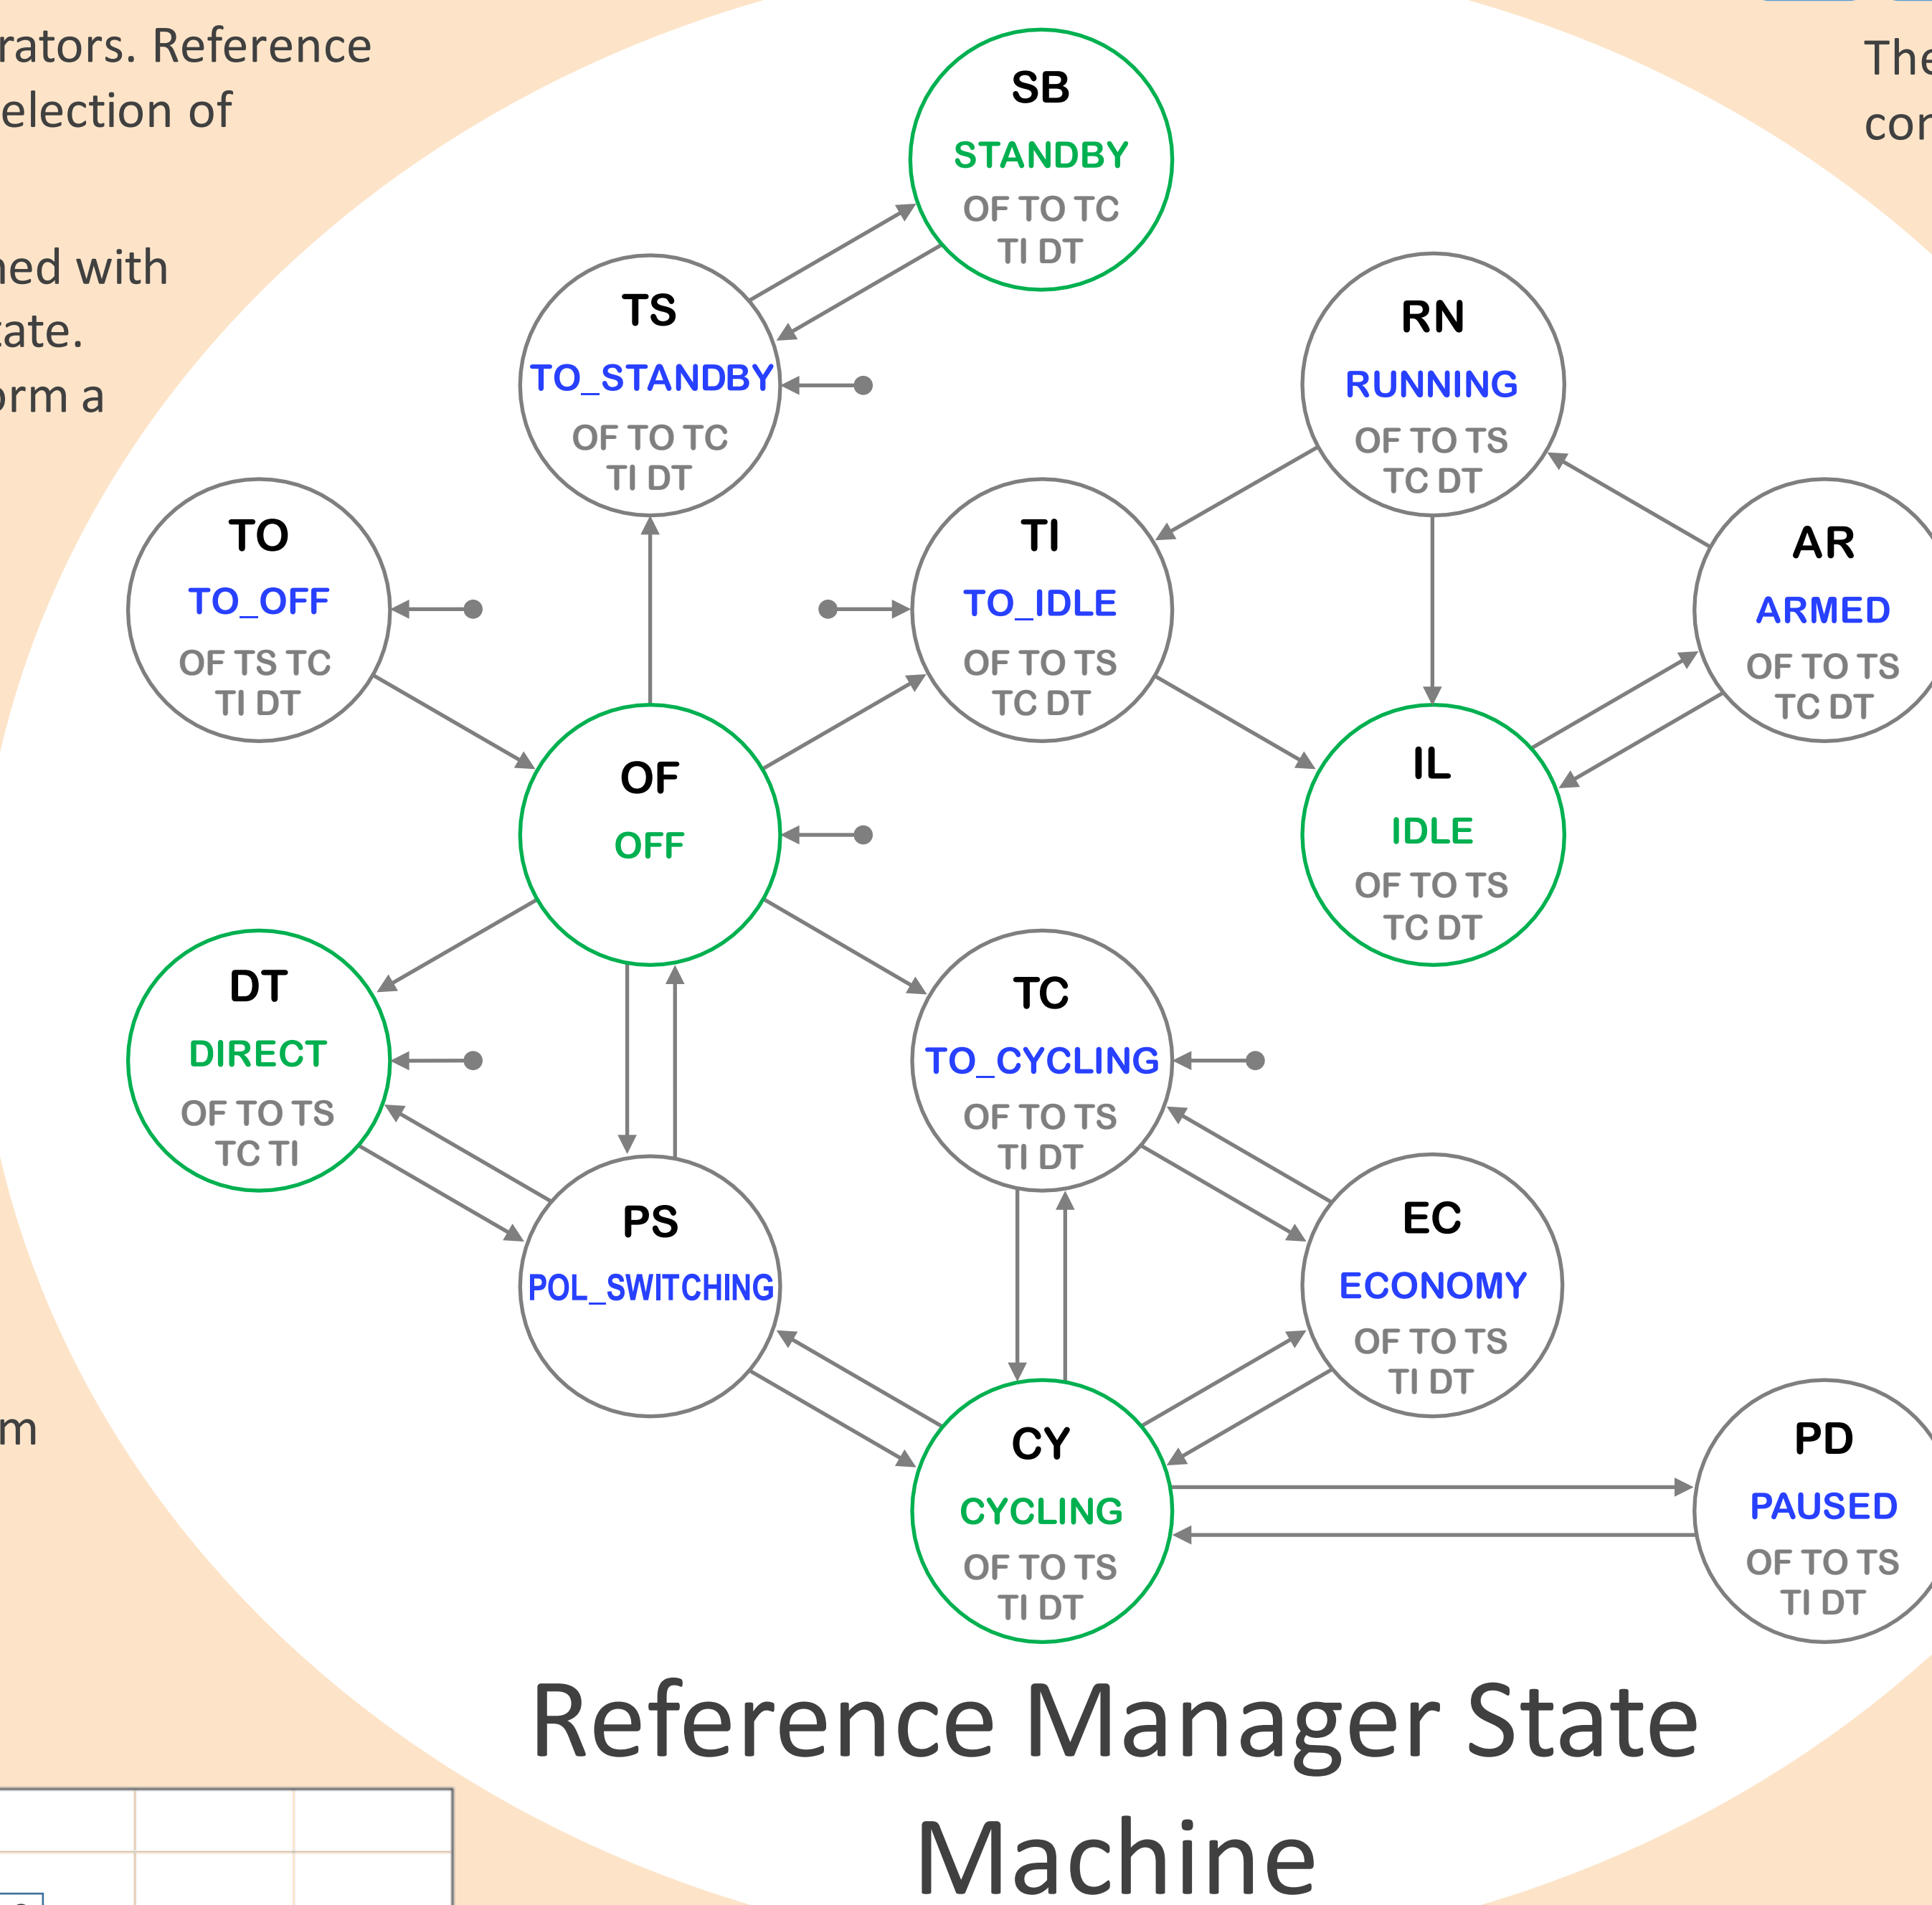 rators. Reference
election of
ned with
tate.
orm a
m
The
con
SB
STANDBY
OF TO TC
TI DT
TS
TO_STANDBY
OF TO TC
TI DT
RN
RUNNING
OF TO TS
TC DT
TO
TO_OFF
OF TS TC
TI DT
TI
TO_IDLE
OF TO TS
TC DT
AR
ARMED
OF TO TS
TC DT
OF
OFF
IL
IDLE
OF TO TS
TC DT
DT
DIRECT
OF TO TS
TC TI
TC
TO_CYCLING
OF TO TS
TI DT
PS
POL_SWITCHING
EC
ECONOMY
OF TO TS
TI DT
CY
CYCLING
OF TO TS
TI DT
PD
PAUSED
OF TO TS
TI DT
Reference Manager State
Machine